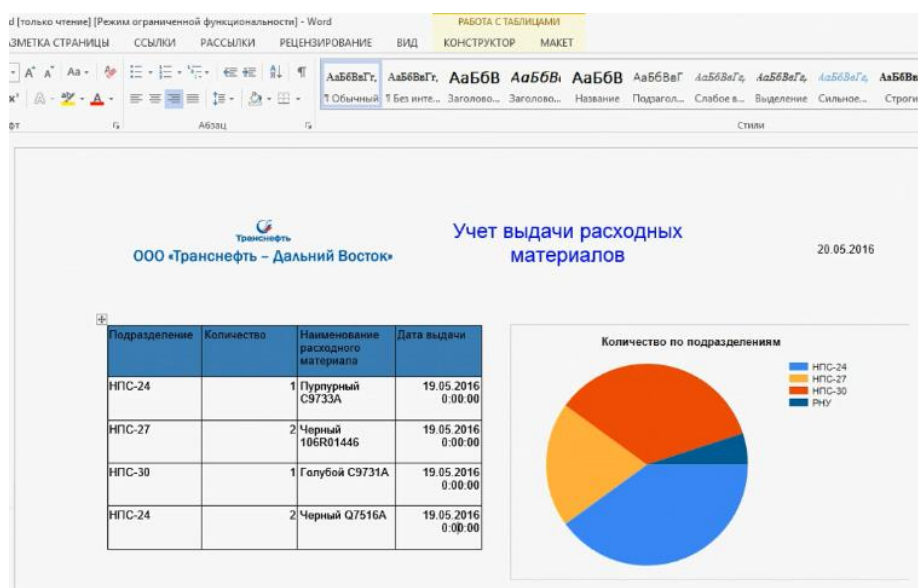 d [только чтение] [Режим ограниченной функциональности] - Word
РАБОТА С ТАБЛИЦАМИ
ЗМЕТКА СТРАНИЦЫ ССЫЛКИ РАССЫЛКИ РЕЦЕНЗИРОВАНИЕ ВИД КОНСТРУКТОР МАКЕТ
Aa
АаБбВвГг, АаБбВвГг, АаБбВ АаБбВı АаБбВ АаБбВвГ АаБбВвГг, АаБбВвГг, АаБбВвГг, АаБбВв
¶ Обычный ¶ Без инте... Заголово... Заголово... Название Подзагол... Слабое в... Выделение Сильное... Строги
фт Абзац Стили
Транснефть
ООО «Транснефть – Дальний Восток»
Учет выдачи расходных
материалов
20.05.2016
Подразделение Количество Наименование Дата выдачи
расходного
материала
НПС-24 1 Пурпурный 19.05.2016
C9733A 0:00:00
НПС-27 2 Черный 19.05.2016
106R01446 0:00:00
НПС-30 1 Голубой C9731A 19.05.2016
0:00:00
НПС-24 2 Черный Q7516A 19.05.2016
0:00:00
Количество по подразделениям
НПС-24
НПС-27
НПС-30
РНУ